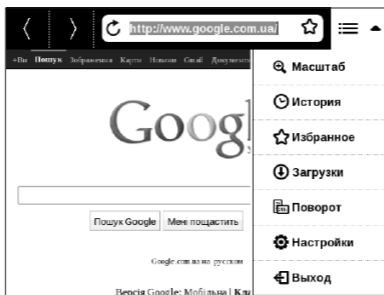 http://www.google.com.ua/
+Ви Пошук Зображення Карти Новини Gmail Документи
Googl
Пошук Google Мені пощастить
Google.com.ua на русском
Версія Google: Мобільна | Кла
Масштаб
История
Избранное
Загрузки
Поворот
Настройки
Выход